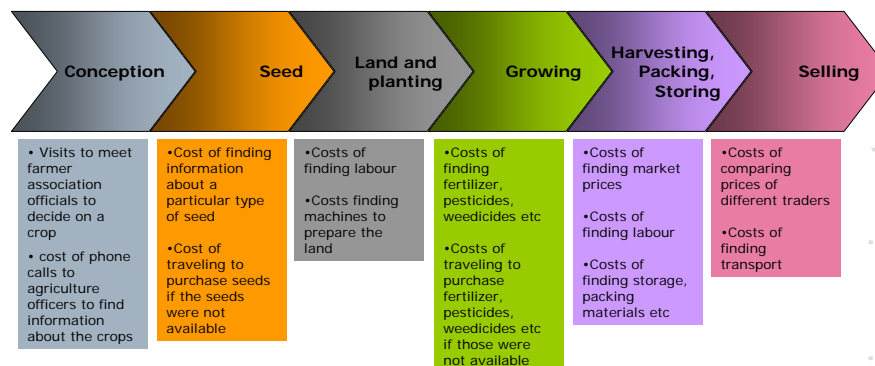 Conception
Seed
Land and
planting
Growing
Harvesting,
Packing,
Storing
Selling
• Visits to meet
farmer
association
officials to
decide on a
crop
• cost of phone
calls to
agriculture
officers to find
information
about the crops
•Cost of finding
information
about a
particular type
of seed
•Cost of
traveling to
purchase seeds
if the seeds
were not
available
•Costs of
finding labour
•Costs finding
machines to
prepare the
land
•Costs of
finding
fertilizer,
pesticides,
weedicides etc
•Costs of
traveling to
purchase
fertilizer,
pesticides,
weedicides etc
if those were
not available
•Costs of
finding market
prices
•Costs of
finding labour
•Costs of
finding storage,
packing
materials etc
•Costs of
comparing
prices of
different traders
•Costs of
finding
transport